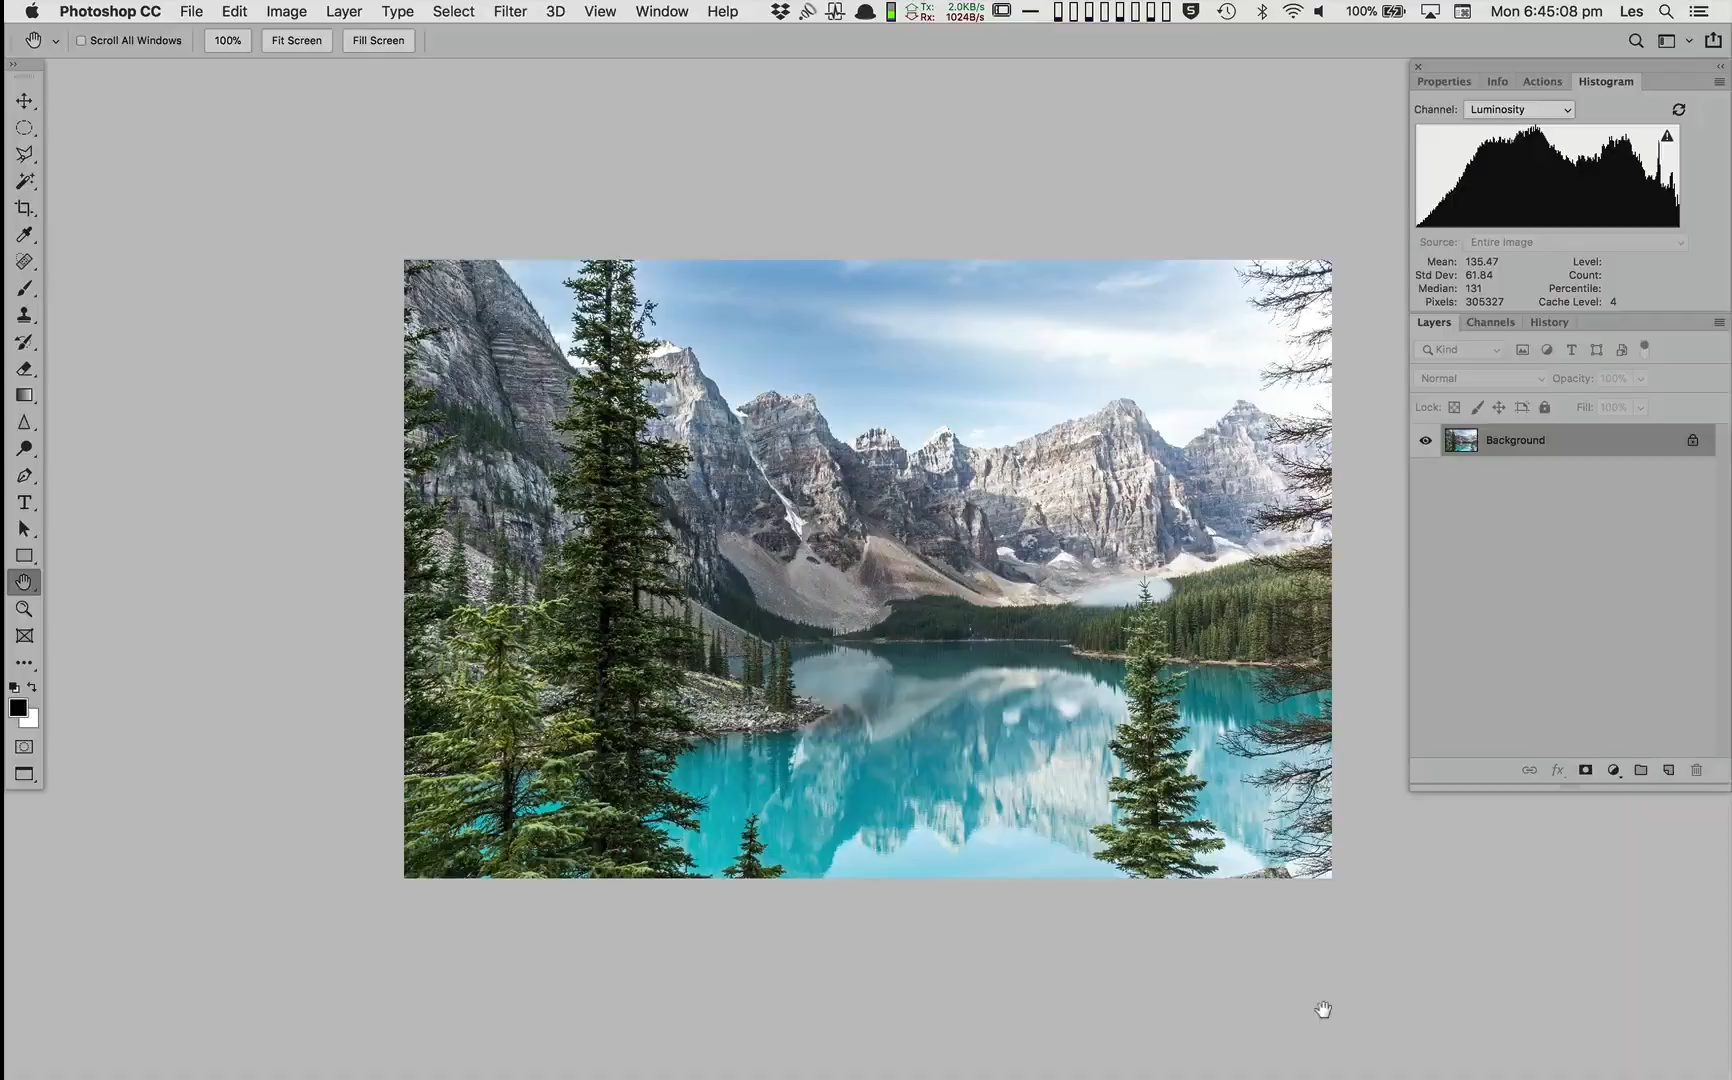 Photoshop CC File Edit Image Layer Type Select Filter 3D View Window Help Tx: 2.0KB/s Rx: 1024B/s 100% Mon 6:45:08 pm Les
Scroll All Windows 100% Fit Screen Fill Screen
Properties Info Actions Histogram
Channel: Luminosity
Source: Entire Image
Mean: 135.47 Level:
Std Dev: 61.84 Count:
Median: 131 Percentile:
Pixels: 305327 Cache Level: 4
Layers Channels History
Kind
Normal Opacity: 100%
Lock: Fill: 100%
Background